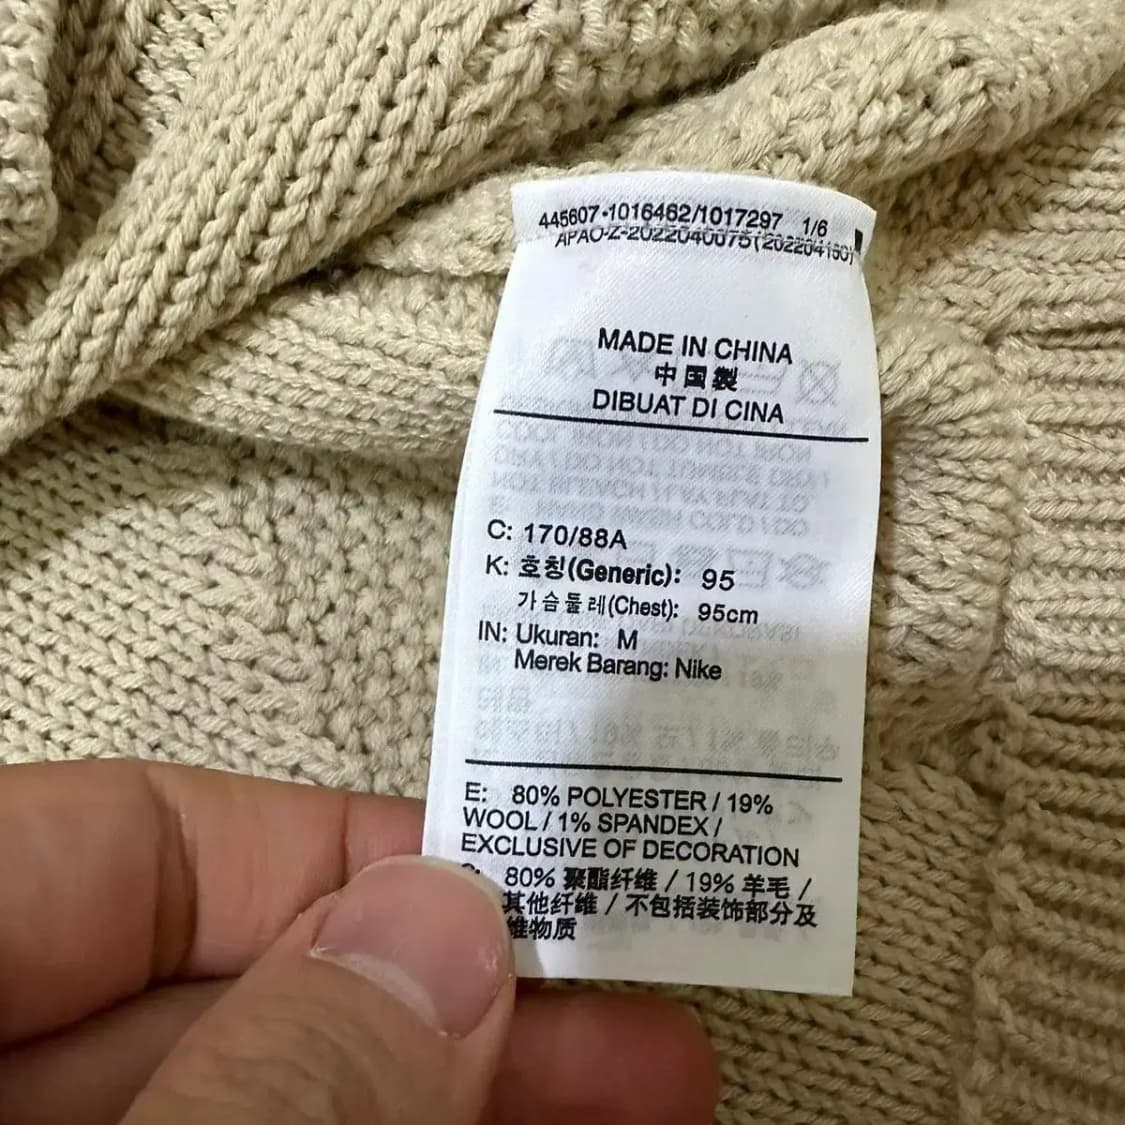 445607-1016462/1017297 1/6
APAO-Z-2022040075(202204150)
MADE IN CHINA
中国製
DIBUAT DI CINA
C: 170/88A
K: 호칭(Generic): 95
가슴둘레(Chest): 95cm
IN: Ukuran: M
Merek Barang: Nike
E: 80% POLYESTER / 19%
WOOL / 1% SPANDEX /
EXCLUSIVE OF DECORATION
80% 聚酯纤维 / 19% 羊毛 /
其他纤维 / 不包括装饰部分及
维物质